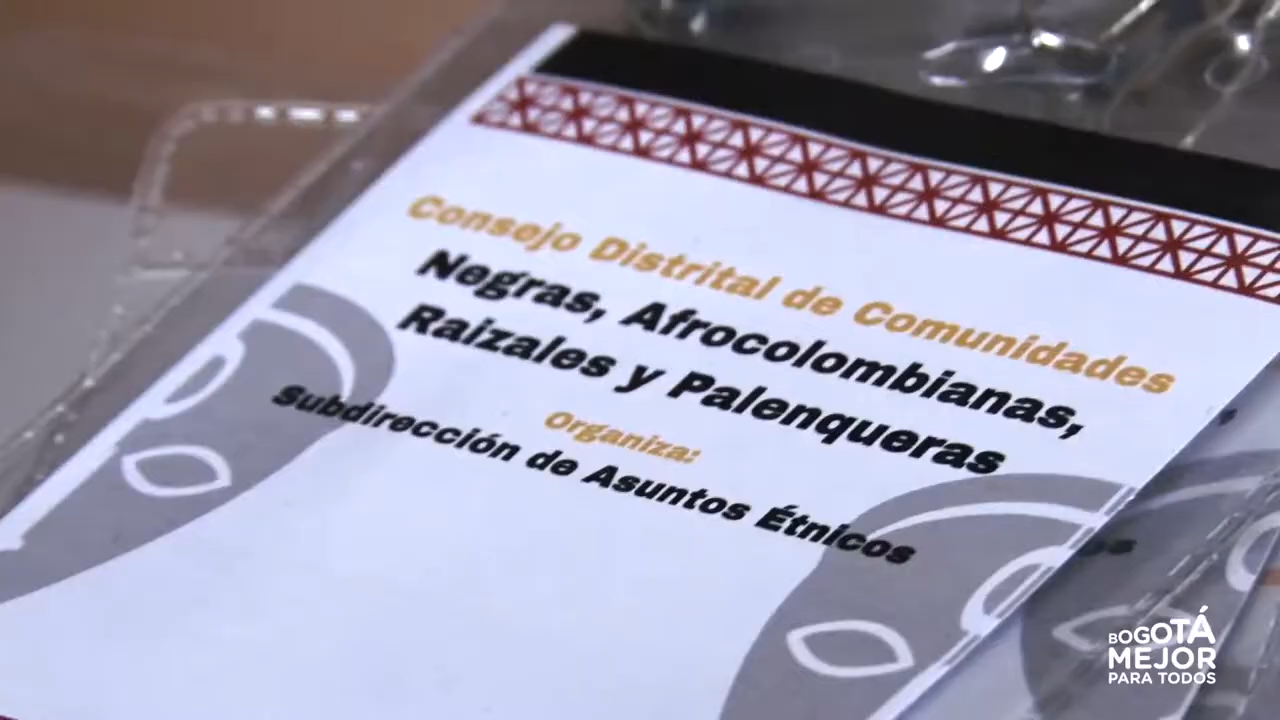 Consejo Distrital de Comunidades
Negras, Afrocolombianas,
Raizales y Palenqueras
Organiza:
Subdirección de Asuntos Étnicos
BOGOTÁ
MEJOR
PARA TODOS